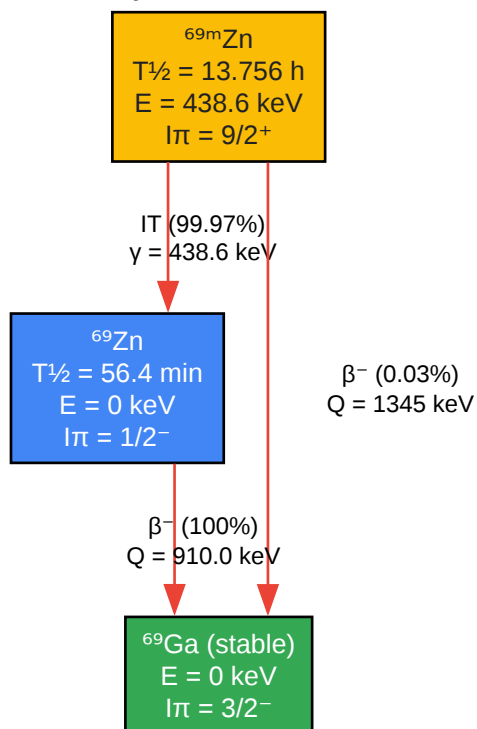 ⁶⁹ᵐZn
T½ = 13.756 h
E = 438.6 keV
Iπ = 9/2⁺
IT (99.97%)
γ = 438.6 keV
⁶⁹Zn
T½ = 56.4 min
E = 0 keV
Iπ = 1/2⁻
β⁻ (0.03%)
Q = 1345 keV
β⁻ (100%)
Q = 910.0 keV
⁶⁹Ga (stable)
E = 0 keV
Iπ = 3/2⁻